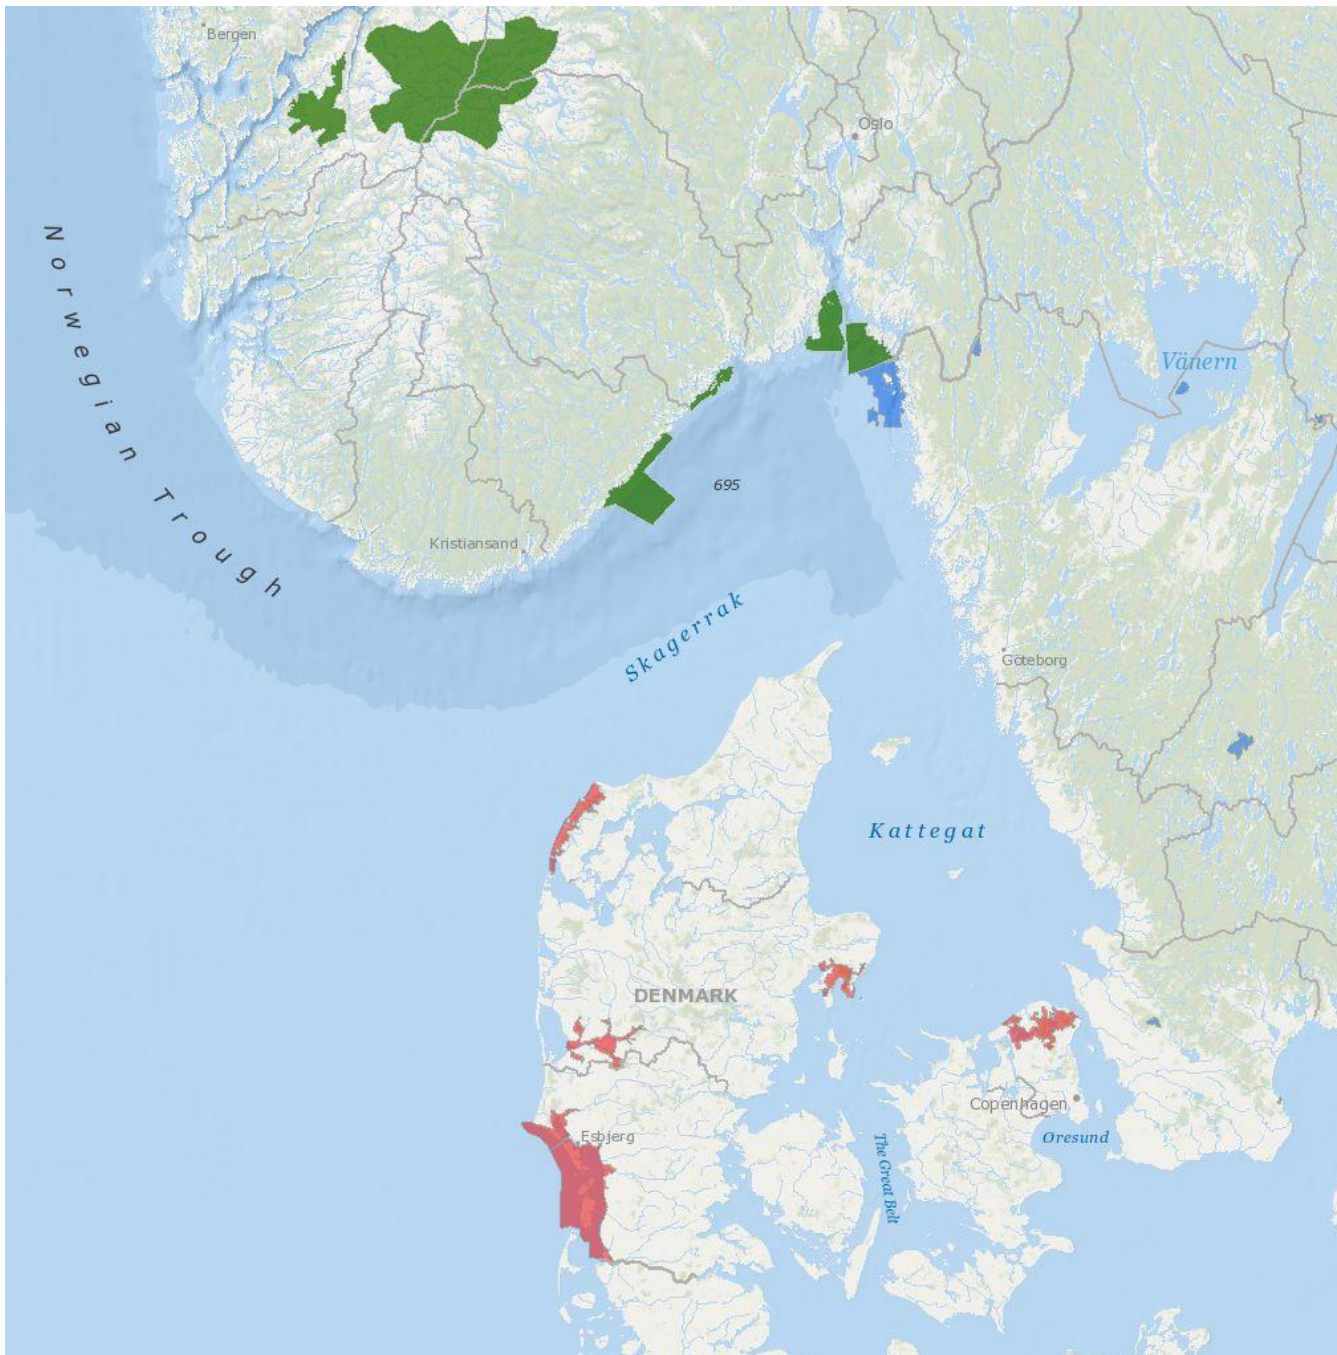 Bergen
Oslo
Norwegian Trough
Vänern
695
Kristiansand
Skagerrak
Göteborg
Kattegat
DENMARK
Copenhagen
Esbjerg
Oresund
The Great Belt